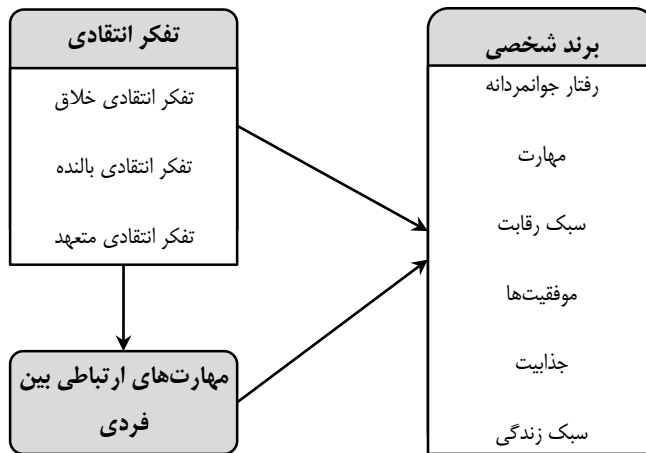 تفکر انتقادی
تفکر انتقادی خلاق
تفکر انتقادی بالنده
تفکر انتقادی متعهد
مهارت‌های ارتباطی بین
فردی
برند شخصی
رفتار جوانمردانه
مهارت
سبک رقابت
موفقیت‌ها
جذابیت
سبک زندگی